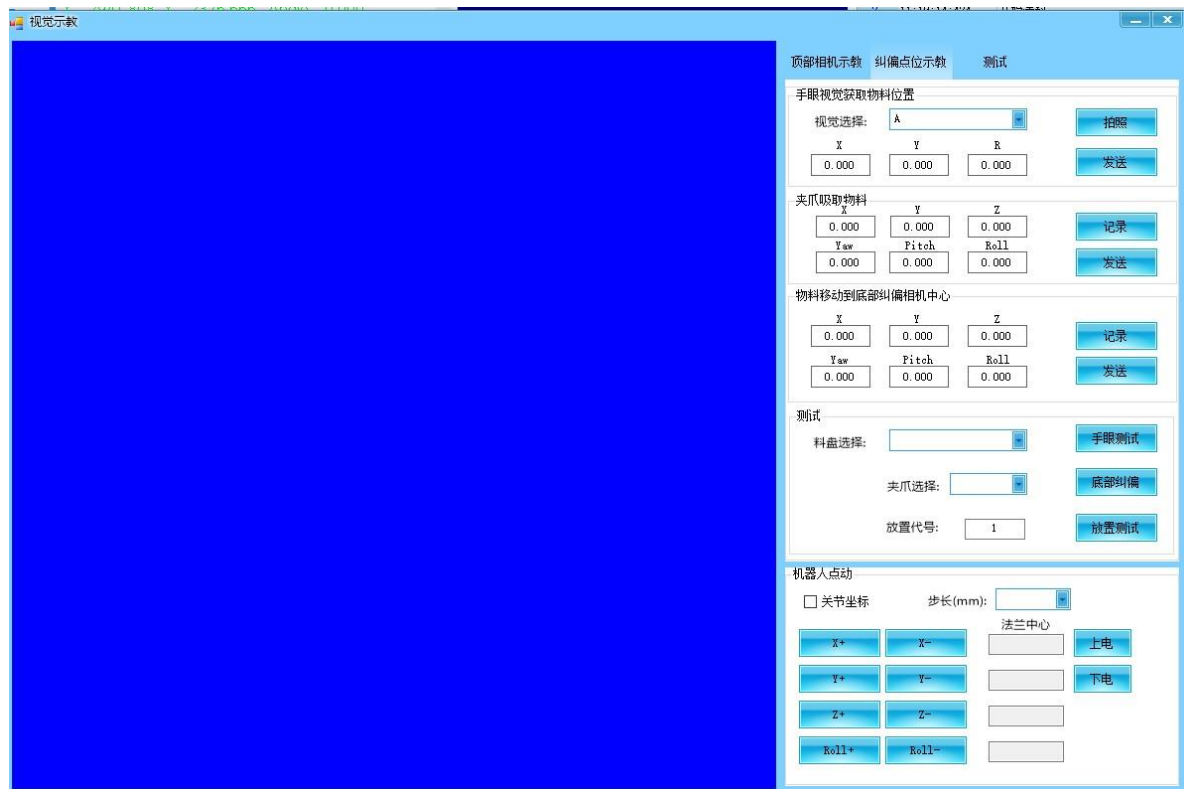 视觉示教
顶部相机示教 纠偏点位示教 测试
手眼视觉获取物料位置
视觉选择: A 拍照
X Y R
0.000 0.000 0.000 发送
夹爪吸取物料
X Y Z
0.000 0.000 0.000 记录
Yaw Pitch Roll
0.000 0.000 0.000 发送
物料移动到底部纠偏相机中心
X Y Z
0.000 0.000 0.000 记录
Yaw Pitch Roll
0.000 0.000 0.000 发送
测试
料盘选择: 手眼测试
夹爪选择: 底部纠偏
放置代号: 1 放置测试
机器人点动
关节坐标 步长(mm):
法兰中心
X+ X- 上电
Y+ Y- 下电
Z+ Z-
Roll+ Roll-